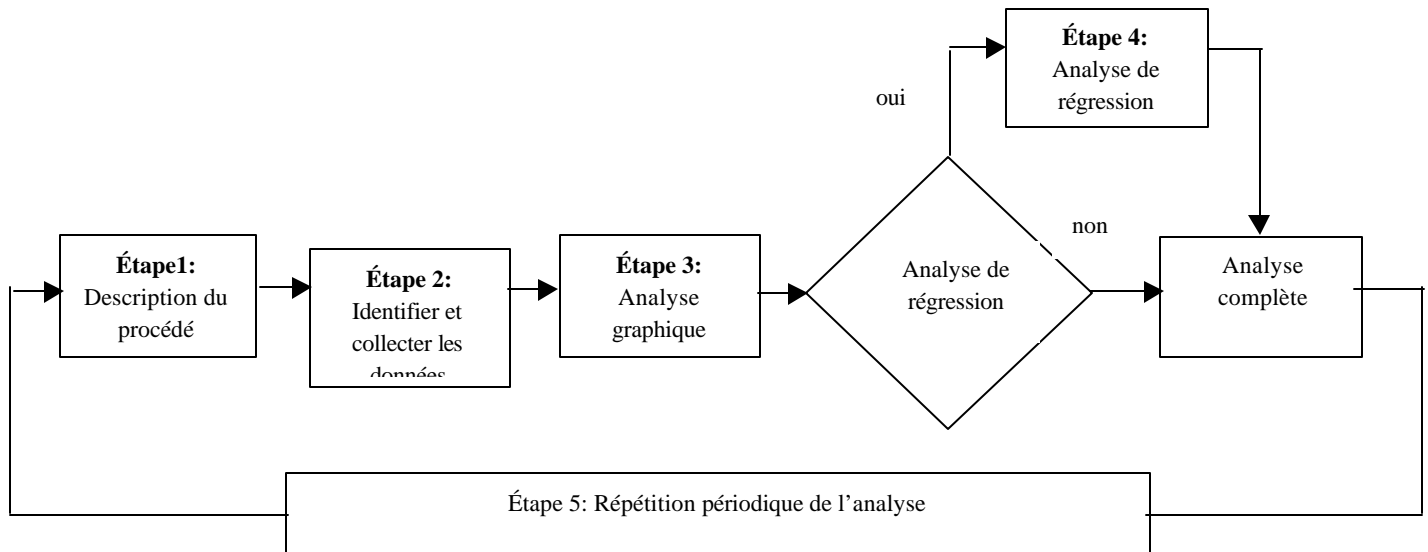 Étape1:
Description du
procédé
Étape 2:
Identifier et
collecter les
données
Étape 3:
Analyse
graphique
Analyse de
régression
oui
Étape 4:
Analyse de
régression
non
Analyse
complète
Étape 5: Répétition périodique de l’analyse